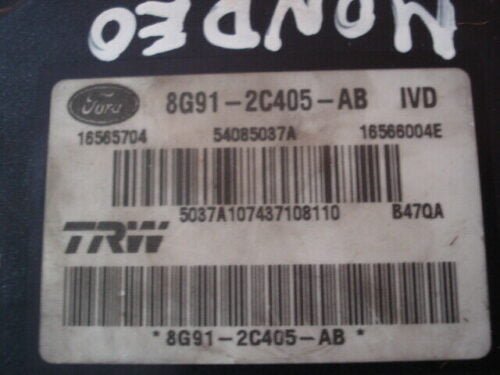 MONDEO
Ford 8G91-2C405-AB IVD
16565704 54085037A 16566004E
5037A107437108110 B47QA
TRW
*8G91-2C405-AB*